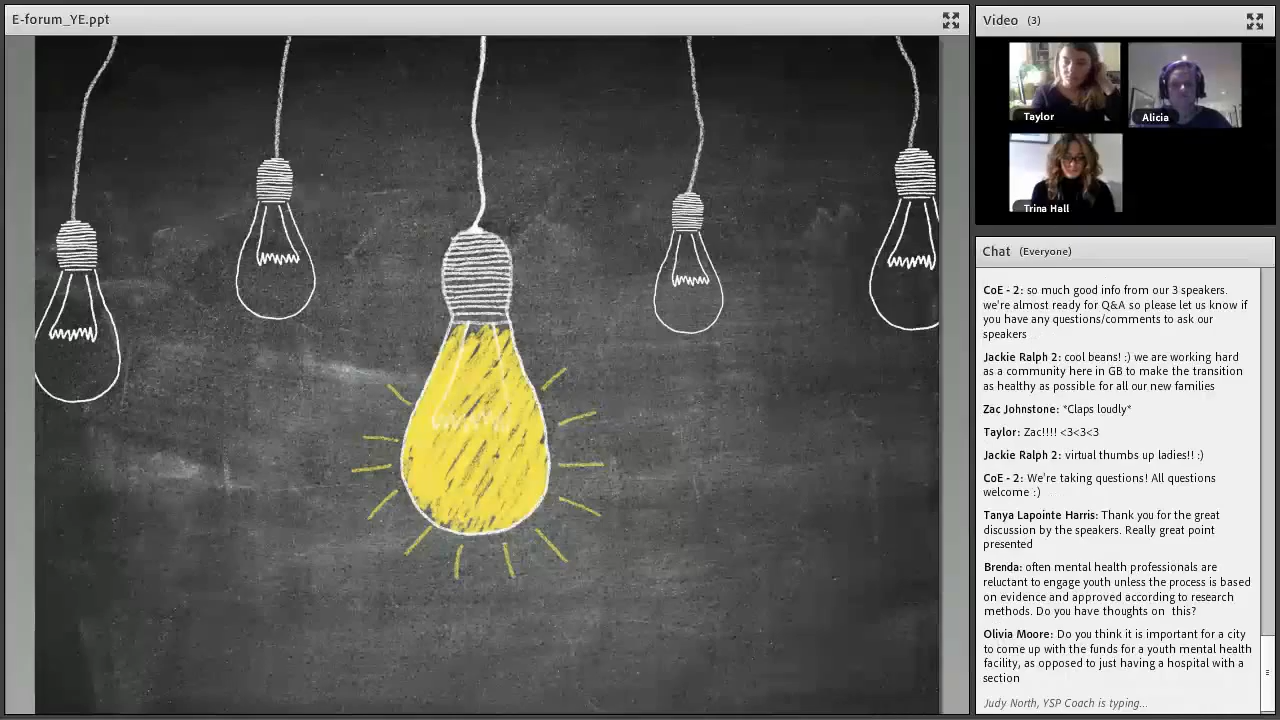 E-forum_YE.ppt
Video (3)
Taylor
Alicia
Trina Hall
Chat (Everyone)
CoE - 2: so much good info from our 3 speakers.
we're almost ready for Q&A so please let us know if
you have any questions/comments to ask our
speakers
Jackie Ralph 2: cool beans! :) we are working hard
as a community here in GB to make the transition
as healthy as possible for all our new families
Zac Johnstone: *Claps loudly*
Taylor: Zac!!!! <3<3<3
Jackie Ralph 2: virtual thumbs up ladies!! :)
CoE - 2: We're taking questions! All questions
welcome :)
Tanya Lapointe Harris: Thank you for the great
discussion by the speakers. Really great point
presented
Brenda: often mental health professionals are
reluctant to engage youth unless the process is based
on evidence and approved according to research
methods. Do you have thoughts on this?
Olivia Moore: Do you think it is important for a city
to come up with the funds for a youth mental health
facility, as opposed to just having a hospital with a
section
Judy North, YSP Coach is typing...